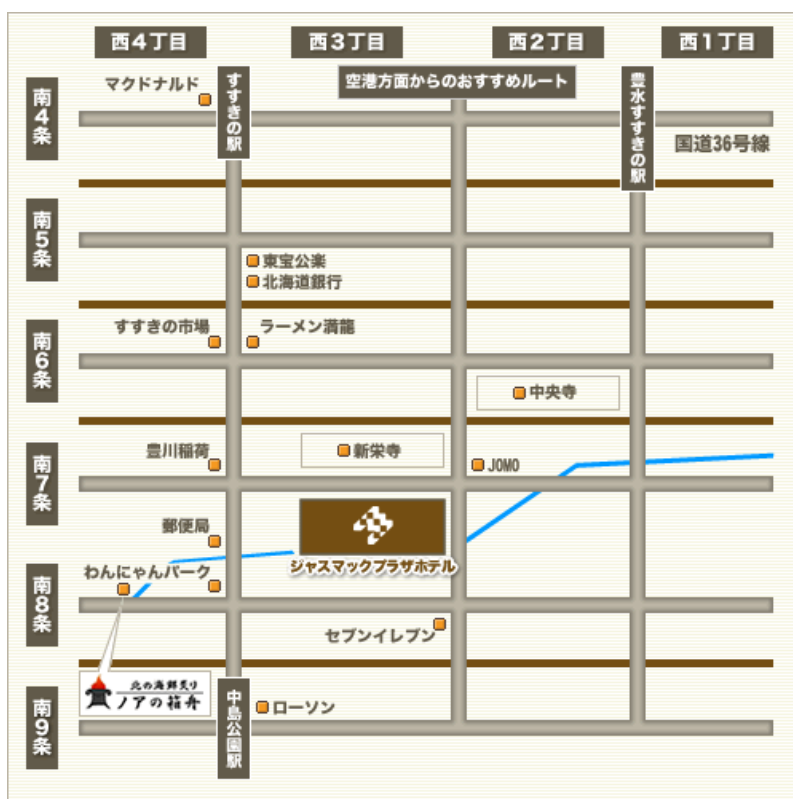 西4丁目
西3丁目
西2丁目
西1丁目
南4条
マクドナルド
すすきの駅
空港方面からのおすすめルート
豊水すすきの駅
国道36号線
南5条
東宝公楽
北海道銀行
南6条
すすきの市場
ラーメン満龍
中央寺
南7条
豊川稲荷
新栄寺
JOMO
郵便局
ジャスマックプラザホテル
南8条
わんにゃんパーク
セブンイレブン
北の海鮮炙り
ノアの箱舟
南9条
中島公園駅
ローソン